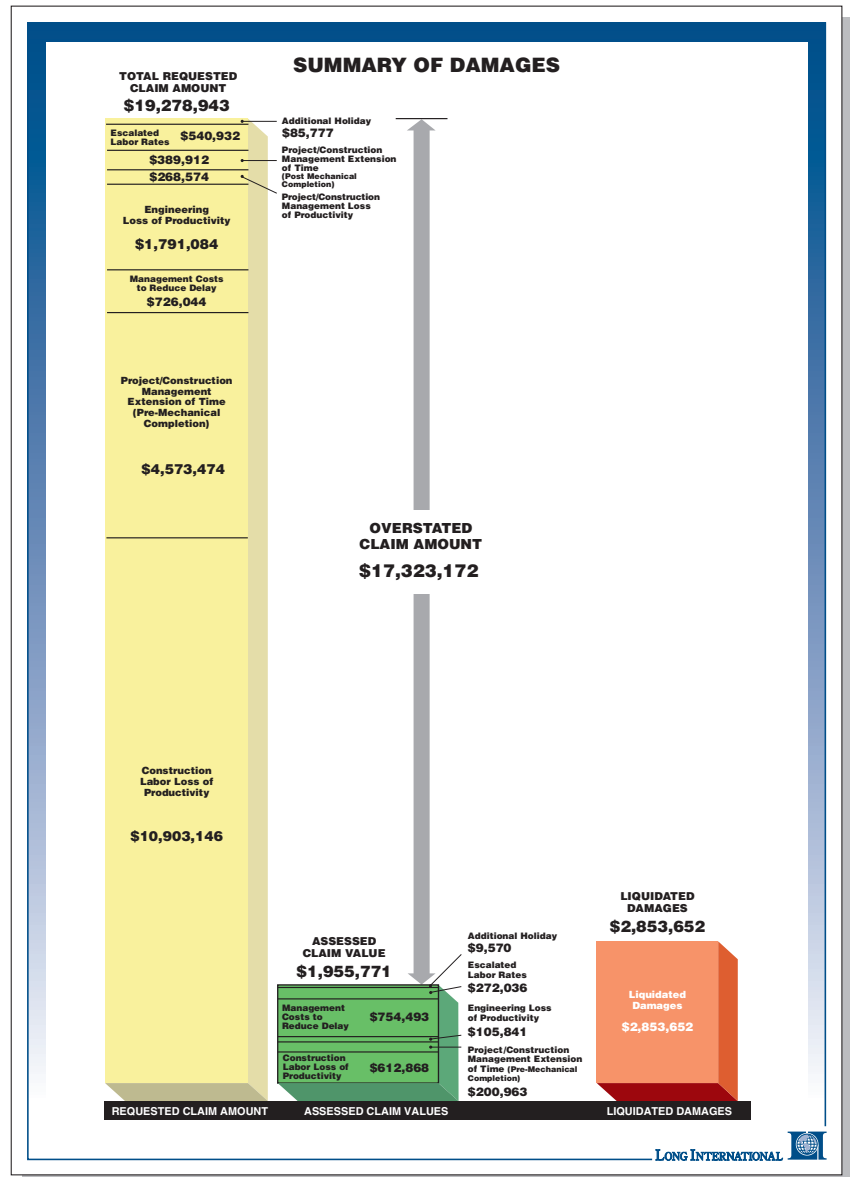 SUMMARY OF DAMAGES
TOTAL REQUESTED
CLAIM AMOUNT
$19,278,943
Additional Holiday
$85,777
Escalated
Labor Rates
$540,932
$389,912
Project/Construction
Management Extension
of Time
(Post Mechanical
Completion)
$268,574
Project/Construction
Management Loss
of Productivity
Engineering
Loss of Productivity
$1,791,084
Management Costs
to Reduce Delay
$726,044
Project/Construction
Management
Extension of Time
(Pre-Mechanical
Completion)
$4,573,474
OVERSTATED
CLAIM AMOUNT
$17,323,172
Construction
Labor Loss of
Productivity
$10,903,146
ASSESSED
CLAIM VALUE
$1,955,771
Additional Holiday
$9,570
Escalated
Labor Rates
$272,036
Management
Costs to
Reduce Delay
$754,493
Engineering Loss
of Productivity
$105,841
Project/Construction
Management Extension
of Time (Pre-Mechanical
Completion)
$200,963
Construction
Labor Loss of
Productivity
$612,868
LIQUIDATED
DAMAGES
$2,853,652
Liquidated
Damages
$2,853,652
REQUESTED CLAIM AMOUNT
ASSESSED CLAIM VALUES
LIQUIDATED DAMAGES
LONG INTERNATIONAL